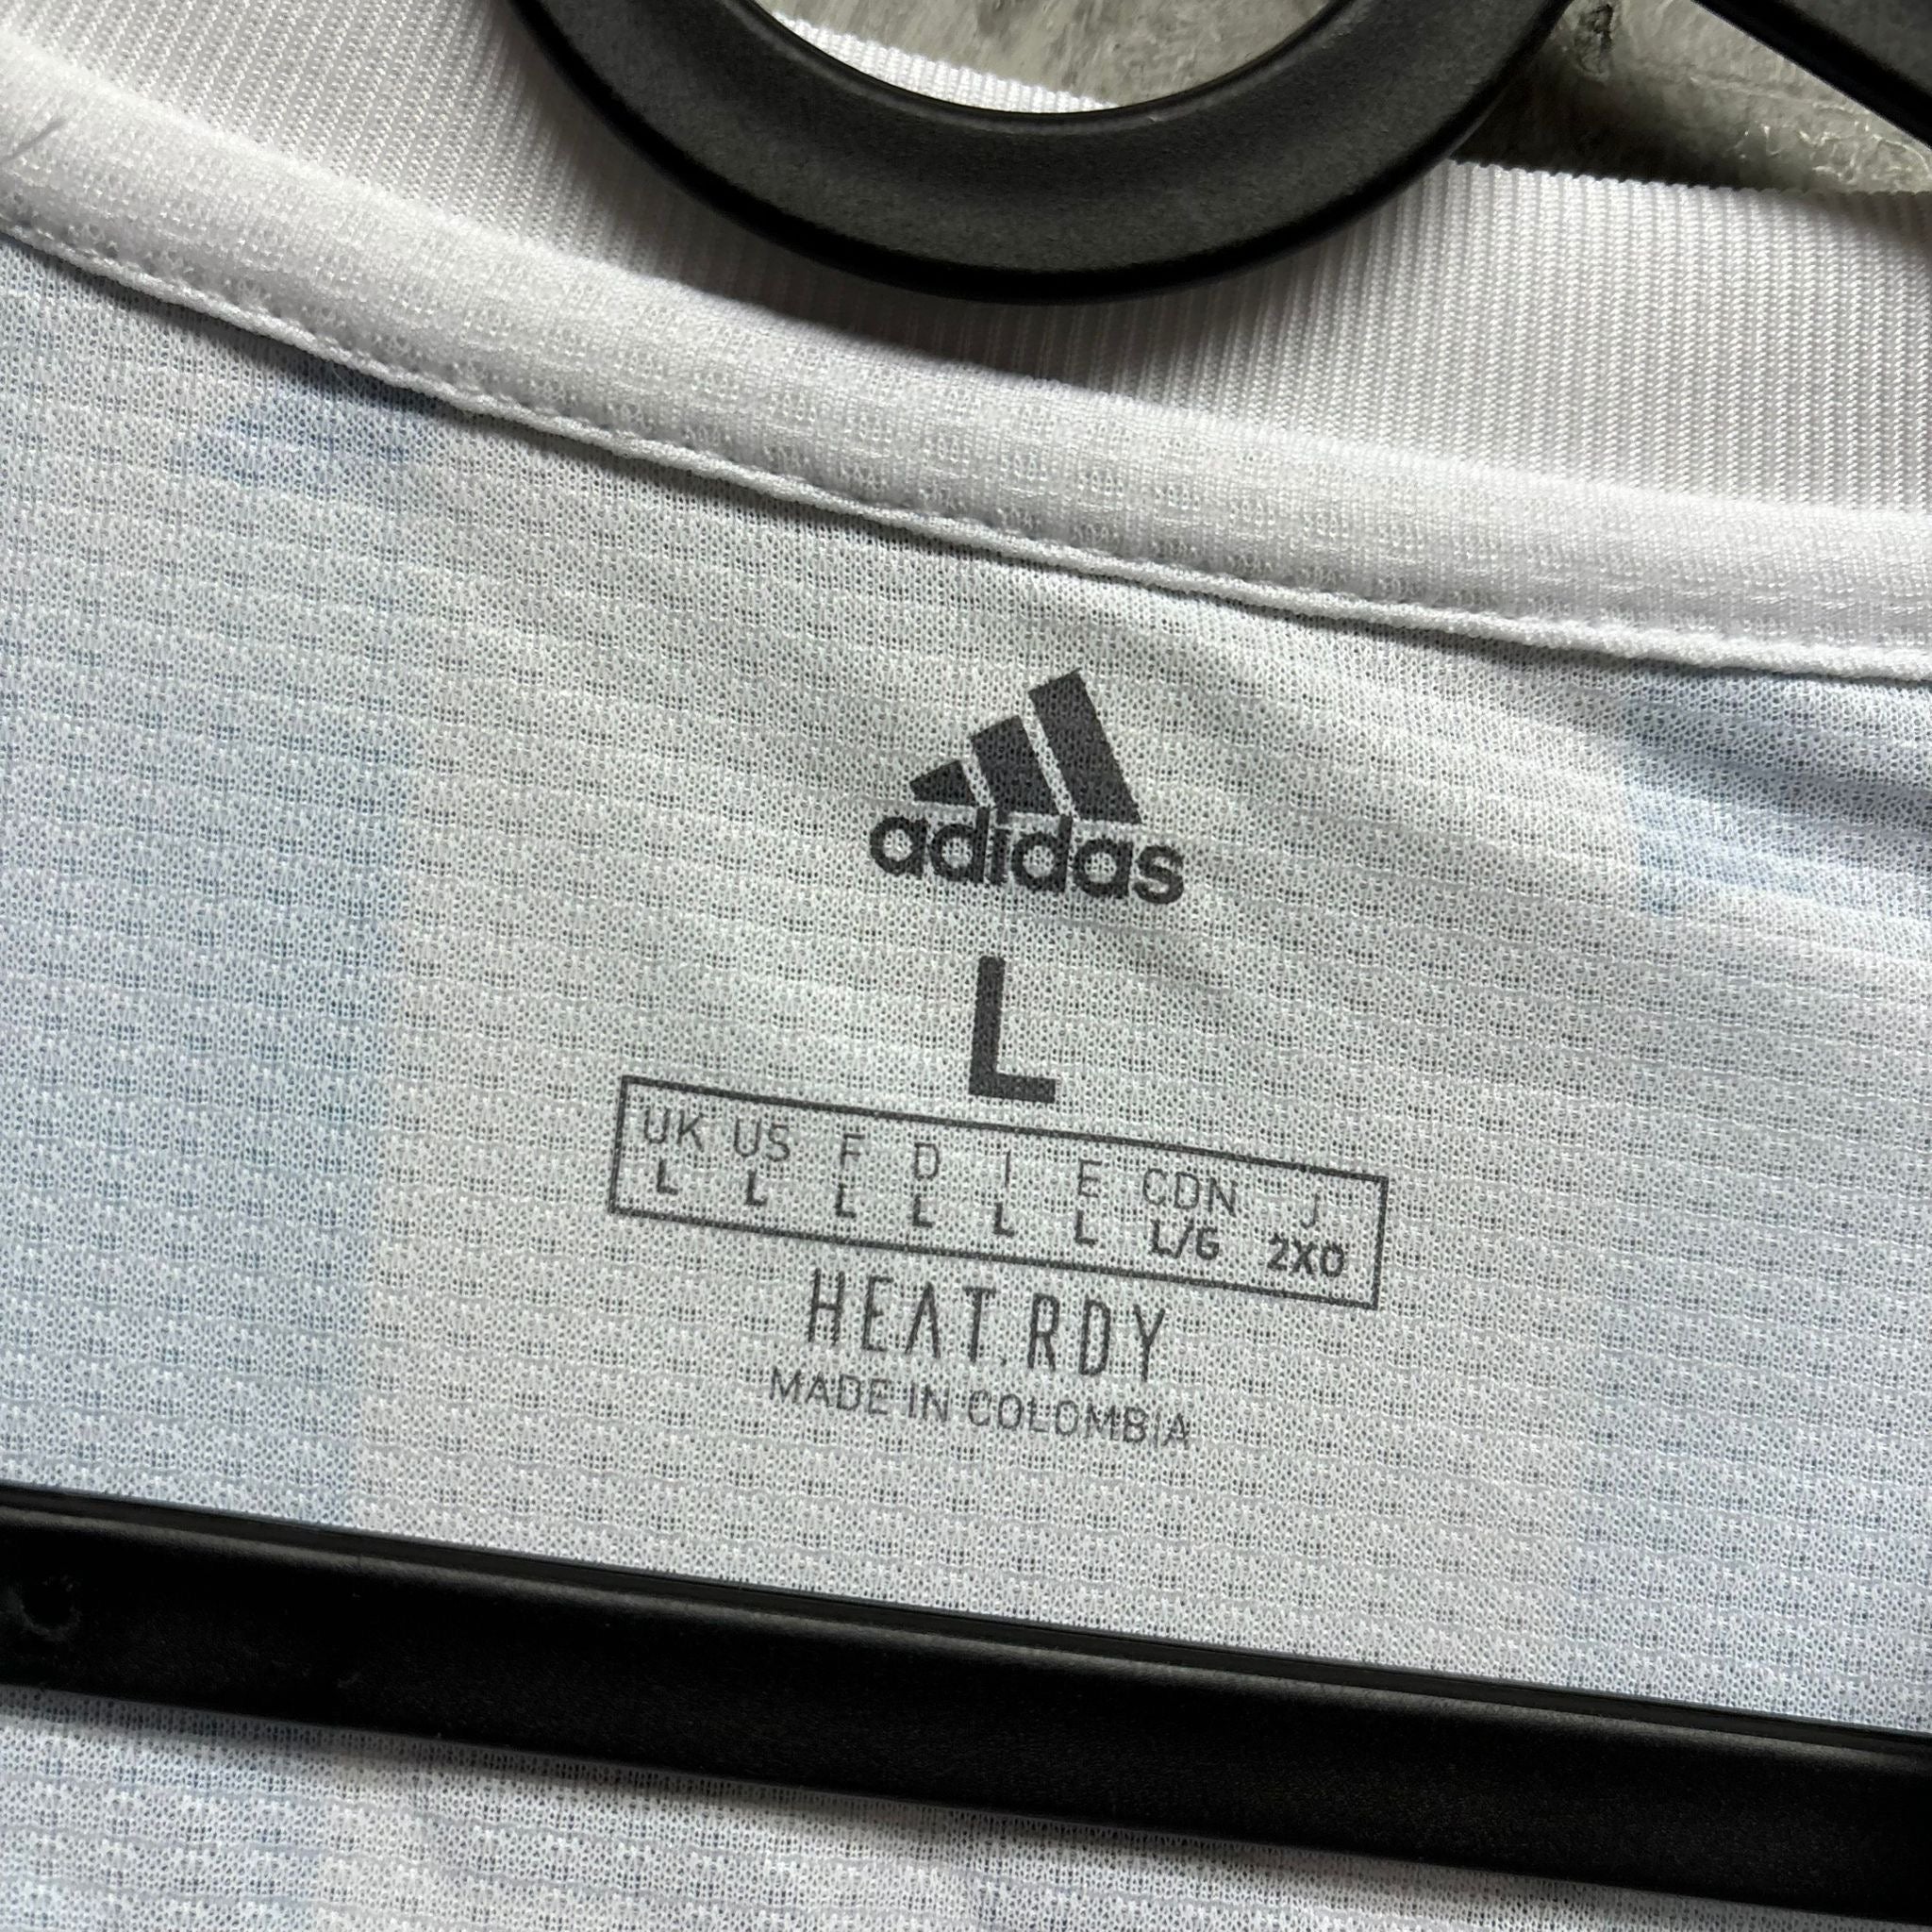 adidas
L
UK US F D I E CDN J
L L L L L L L/G 2XO
HEAT.RDY
MADE IN COLOMBIA